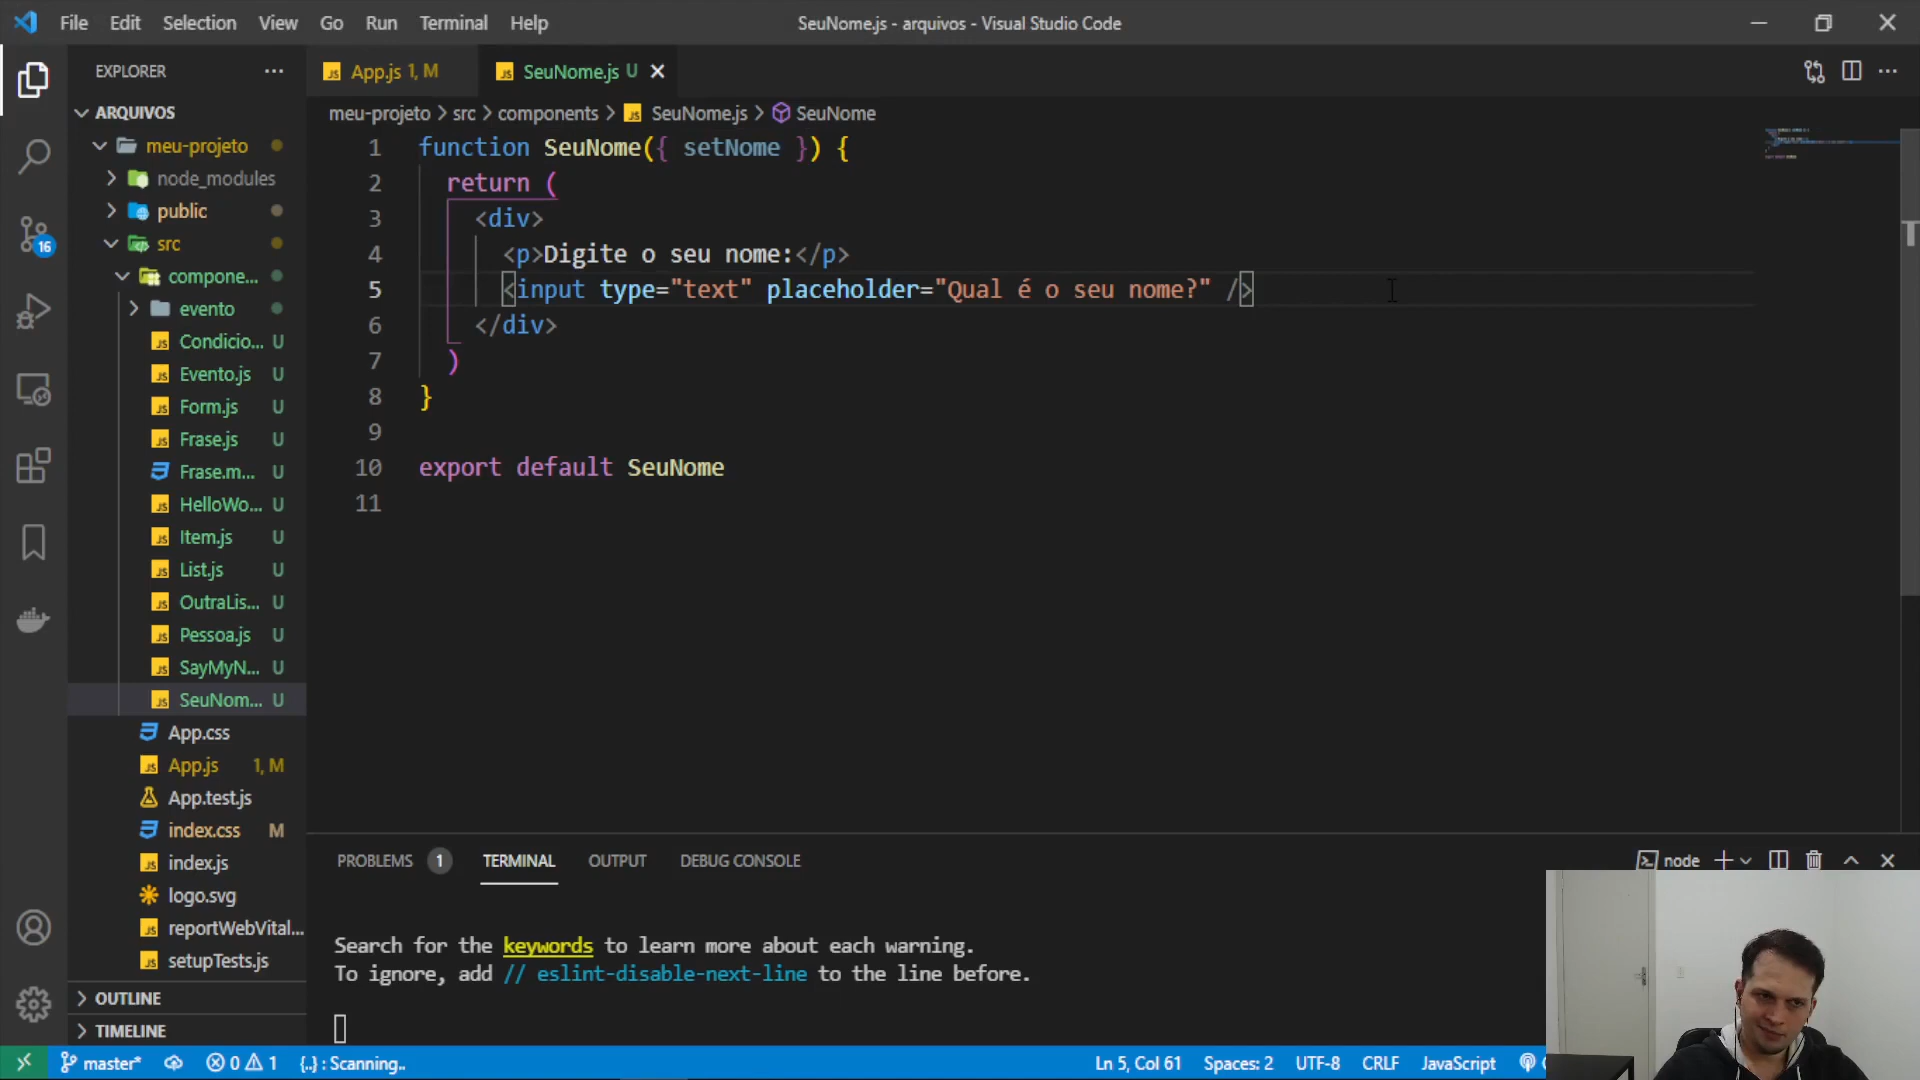 File Edit Selection View Go Run Terminal Help
SeuNome.js - arquivos - Visual Studio Code
EXPLORER
ARQUIVOS
meu-projeto
node_modules
public
src
compone...
evento
Condicio... U
Evento.js U
Form.js U
Frase.js U
Frase.m... U
HelloWo... U
Item.js U
List.js U
OutraLis... U
Pessoa.js U
SayMyN... U
SeuNom... U
App.css
App.js 1, M
App.test.js
index.css M
index.js
logo.svg
reportWebVital...
setupTests.js
OUTLINE
TIMELINE
16
App.js 1, M
SeuNome.js U
meu-projeto > src > components > SeuNome.js > SeuNome
1 function SeuNome({ setNome }) {
2 return (
3 <div>
4 <p>Digite o seu nome:</p>
5 <input type="text" placeholder="Qual é o seu nome?" />
6 </div>
7 )
8 }
9
10 export default SeuNome
11
PROBLEMS 1 TERMINAL OUTPUT DEBUG CONSOLE
node
Search for the keywords to learn more about each warning.
To ignore, add // eslint-disable-next-line to the line before.
master* 0 1 {..} : Scanning..
Ln 5, Col 61 Spaces: 2 UTF-8 CRLF JavaScript